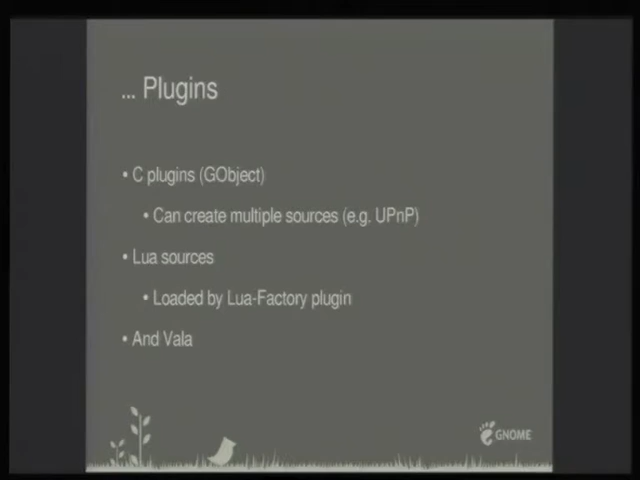 ... Plugins
• C plugins (GObject)
• Can create multiple sources (e.g. UPnP)
• Lua sources
• Loaded by Lua-Factory plugin
• And Vala
GNOME